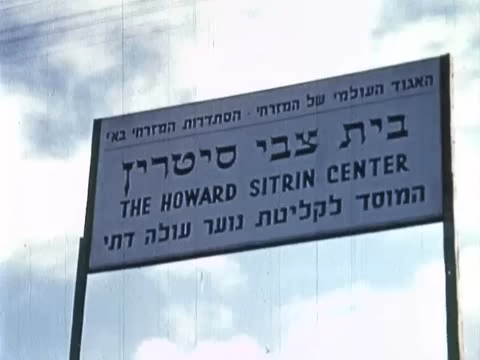 האגוד העולמי של המזרחי · הסתדרות המזרחי בא״י
בית צבי סיטרין
THE HOWARD SITRIN CENTER
המוסד לקליטת נוער עולה דתי